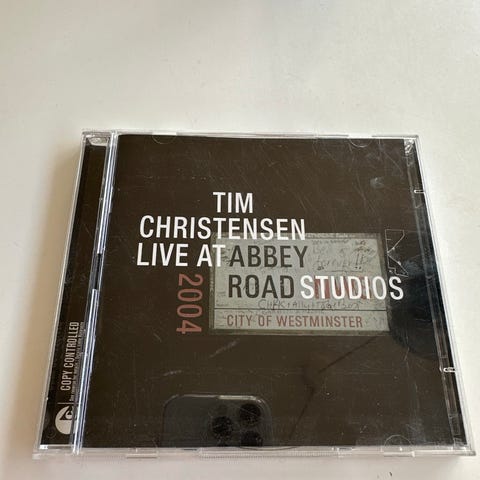 TIM
CHRISTENSEN
LIVE AT ABBEY
ROAD STUDIOS
2004
CITY OF WESTMINSTER
COPY CONTROLLED